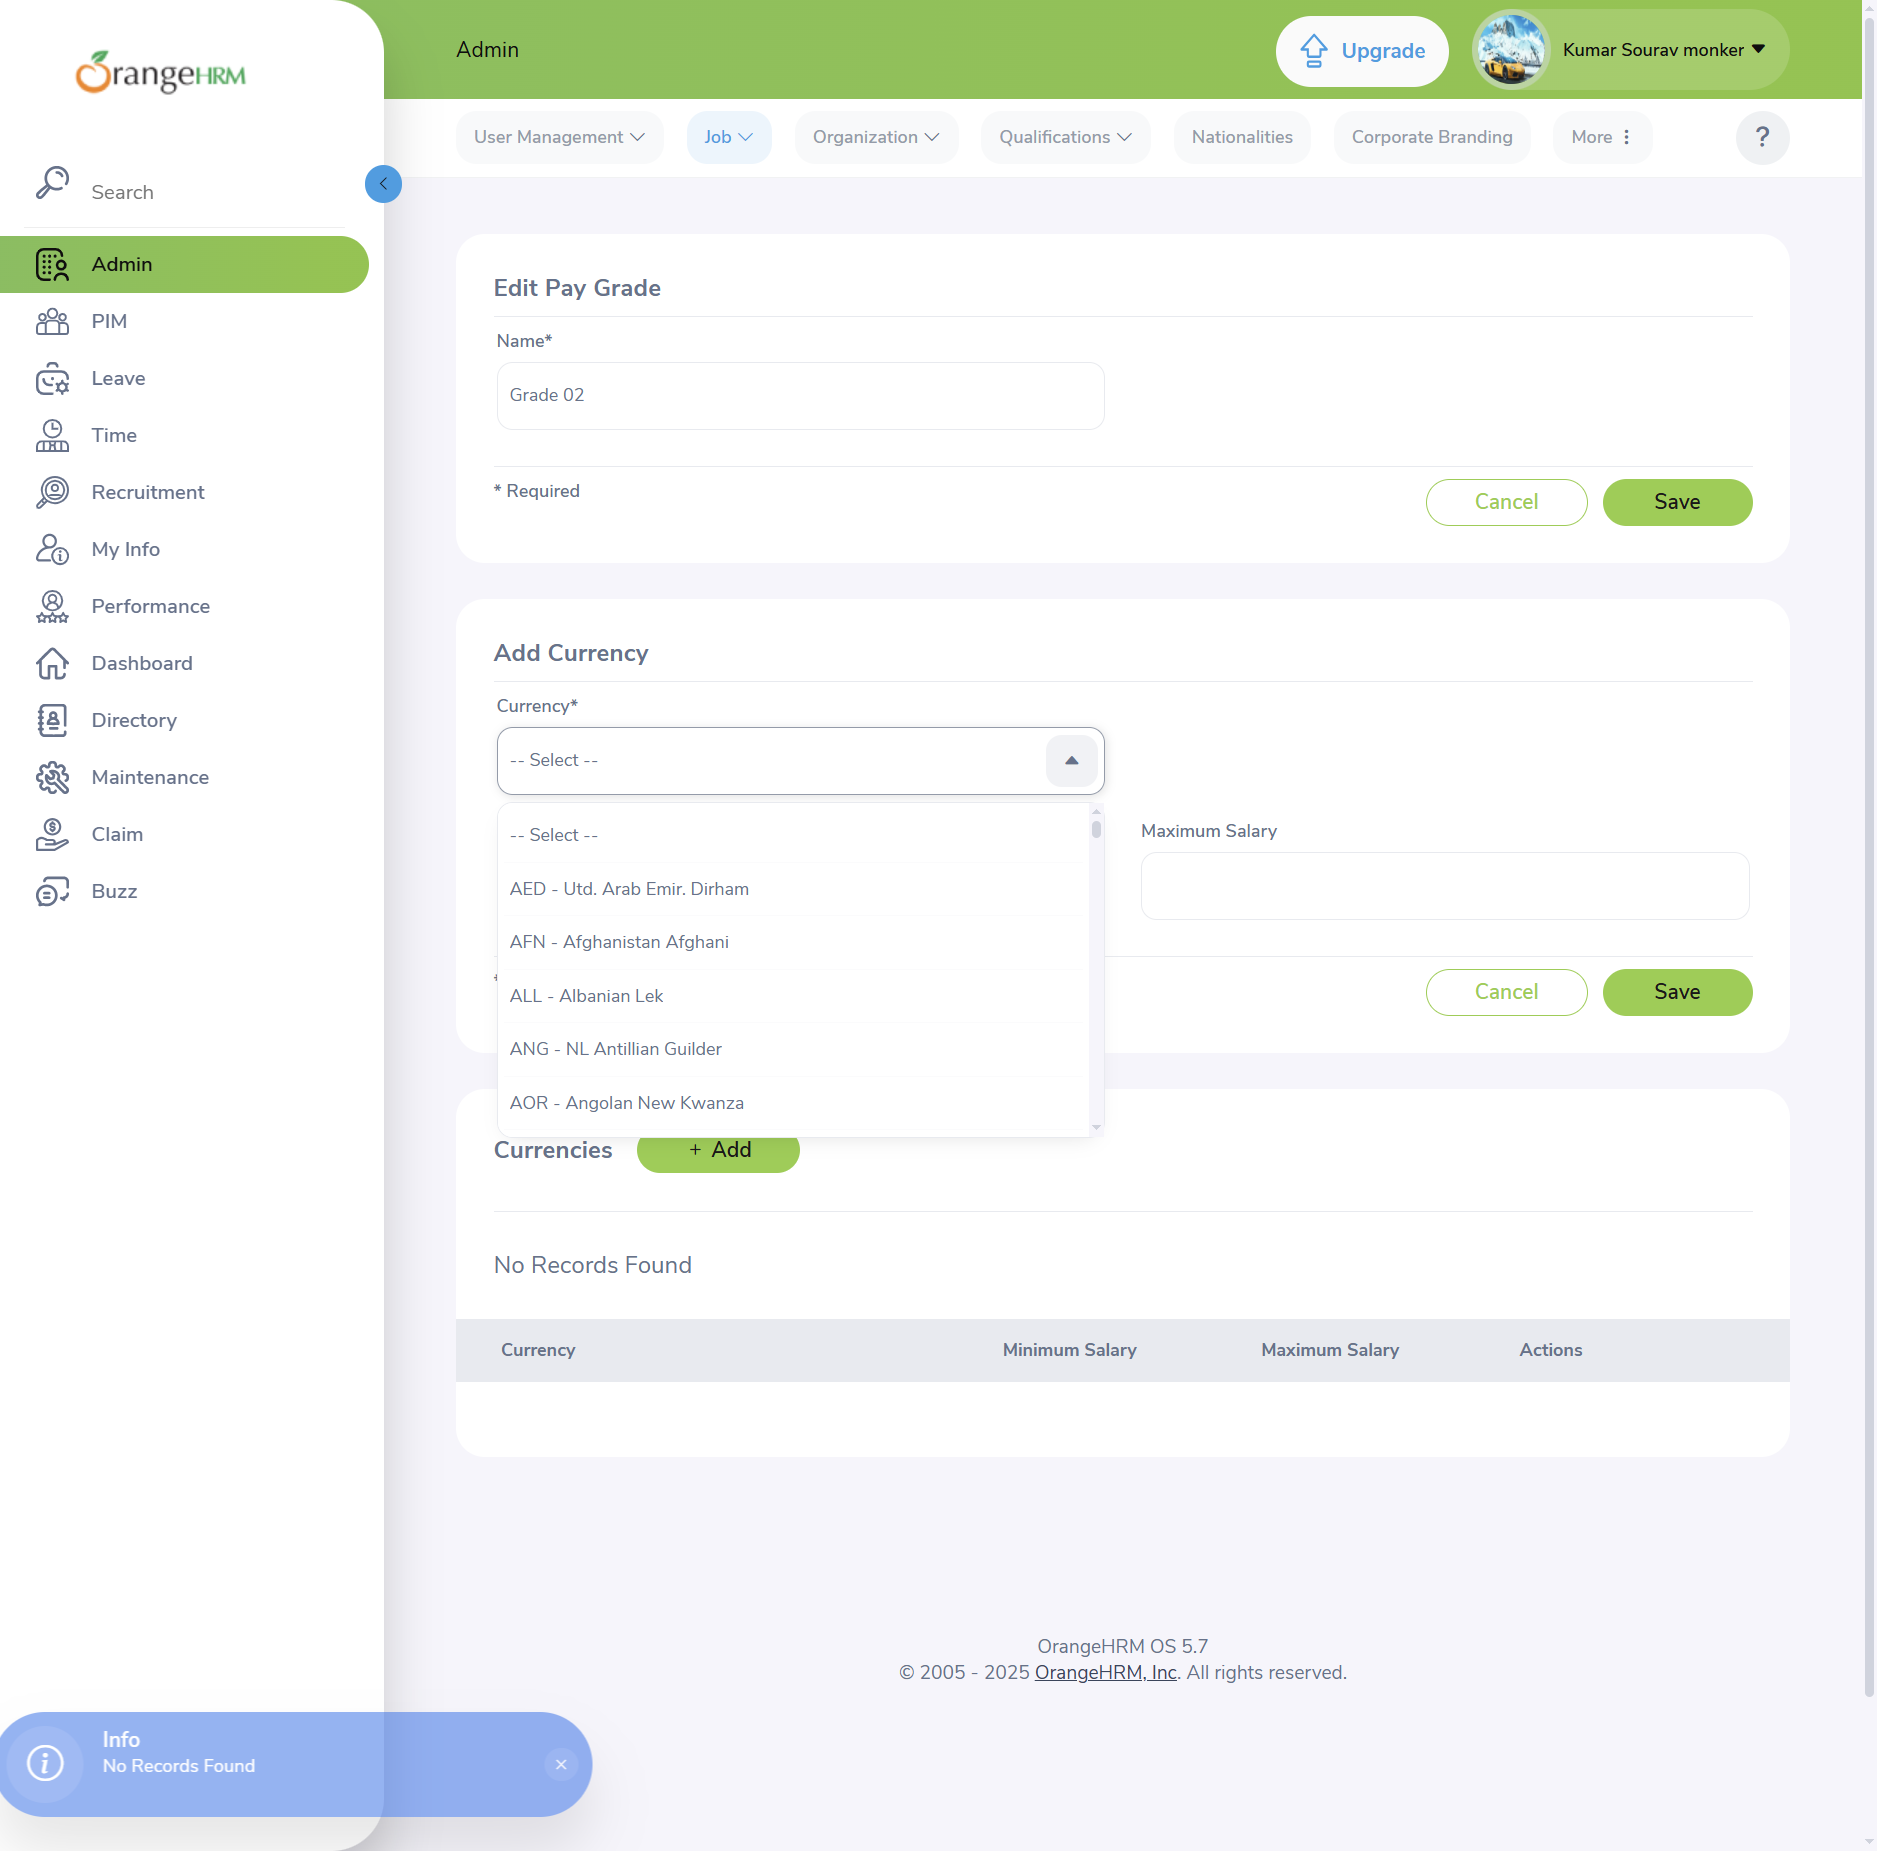 OrangeHRM
Admin
Upgrade
Kumar Sourav monker
User Management
Job
Organization
Qualifications
Nationalities
Corporate Branding
More
?
Search
Admin
PIM
Leave
Time
Recruitment
My Info
Performance
Dashboard
Directory
Maintenance
Claim
Buzz
Edit Pay Grade
Name*
Grade 02
* Required
Cancel
Save
Add Currency
Currency*
-- Select --
-- Select --
AED - Utd. Arab Emir. Dirham
AFN - Afghanistan Afghani
ALL - Albanian Lek
ANG - NL Antillian Guilder
AOR - Angolan New Kwanza
Maximum Salary
Cancel
Save
Currencies
+ Add
No Records Found
Currency Minimum Salary Maximum Salary Actions
OrangeHRM OS 5.7
© 2005 - 2025 OrangeHRM, Inc. All rights reserved.
Info
No Records Found